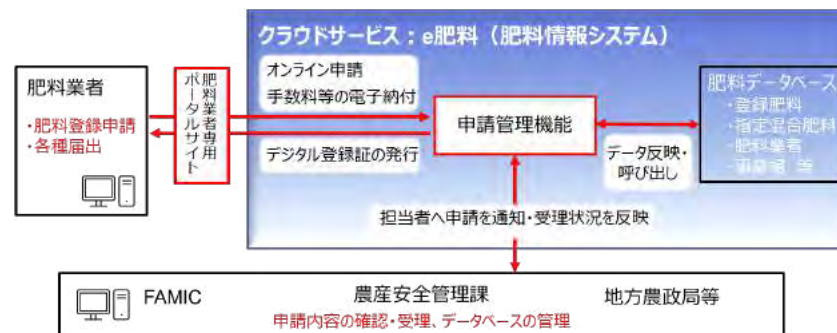 クラウドサービス：e肥料（肥料情報システム）
肥料業者
・肥料登録申請
・各種届出
肥料業者専用
ポータルサイト
オンライン申請
手数料等の電子納付
デジタル登録証の発行
申請管理機能
データ反映・
呼び出し
肥料データベース
・登録肥料
・指定混合肥料
・肥料業者
・事業場 等
担当者へ申請を通知・受理状況を反映
FAMIC
農産安全管理課
地方農政局等
申請内容の確認・受理、データベースの管理